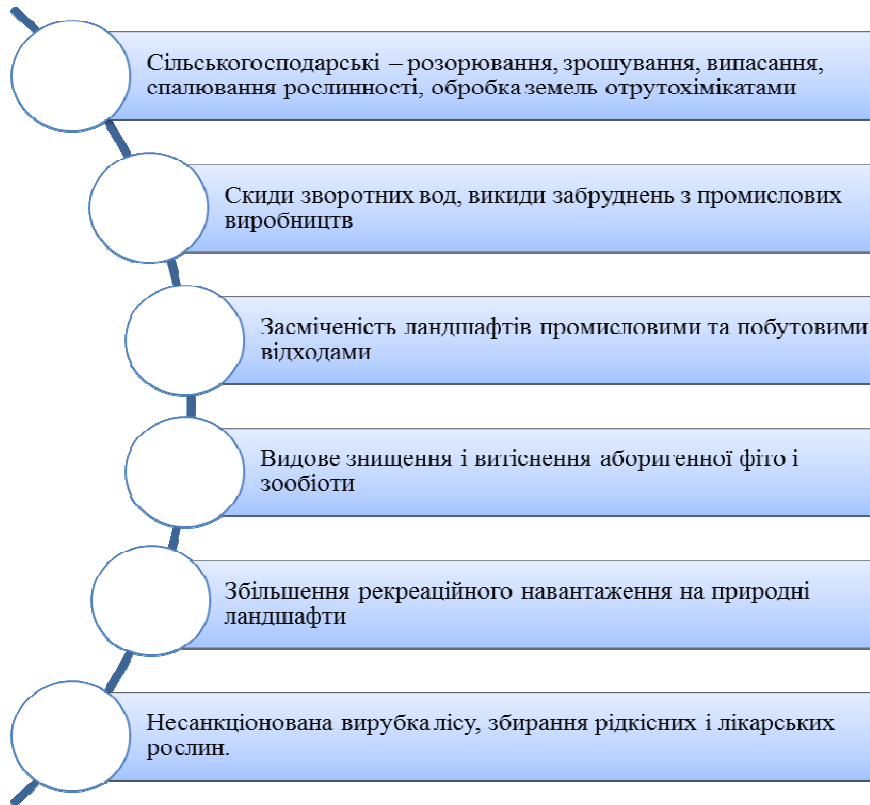 Сільськогосподарські – розорювання, зрошування, випасання,
спалювання рослинності, обробка земель отрутохімікатами
Скиди зворотних вод, викиди забруднень з промислових
виробництв
Засміченість ландшафтів промисловими та побутовими
відходами
Видове знищення і витіснення аборигенної фіто і
зообіоти
Збільшення рекреаційного навантаження на природні
ландшафти
Несанкціонована вирубка лісу, збирання рідкісних і лікарських
рослин.